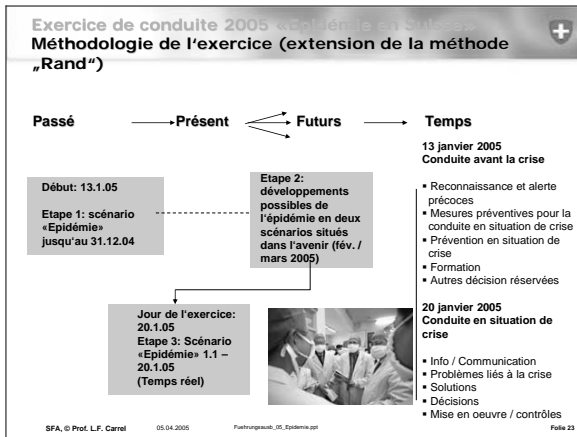 Exercice de conduite 2005 «Epidémie en Suisse»
Méthodologie de l'exercice (extension de la méthode
„Rand“)
Passé
Présent
Futurs
Temps
Début: 13.1.05
Etape 1: scénario
«Epidémie»
jusqu'au 31.12.04
Etape 2:
développements
possibles de
l'épidémie en deux
scénarios situés
dans l'avenir (fév. /
mars 2005)
Jour de l'exercice:
20.1.05
Etape 3: Scénario
«Epidémie» 1.1 –
20.1.05
(Temps réel)
13 janvier 2005
Conduite avant la crise
▪ Reconnaissance et alerte
précoces
▪ Mesures préventives pour la
conduite en situation de crise
▪ Prévention en situation de
crise
▪ Formation
▪ Autres décision réservées
20 janvier 2005
Conduite en situation de
crise
▪ Info / Communication
▪ Problèmes liés à la crise
▪ Solutions
▪ Décisions
▪ Mise en oeuvre / contrôles
SFA, © Prof. L.F. Carrel
05.04.2005
Fuehrungsausb_05_Epidemie.ppt
Folie 23